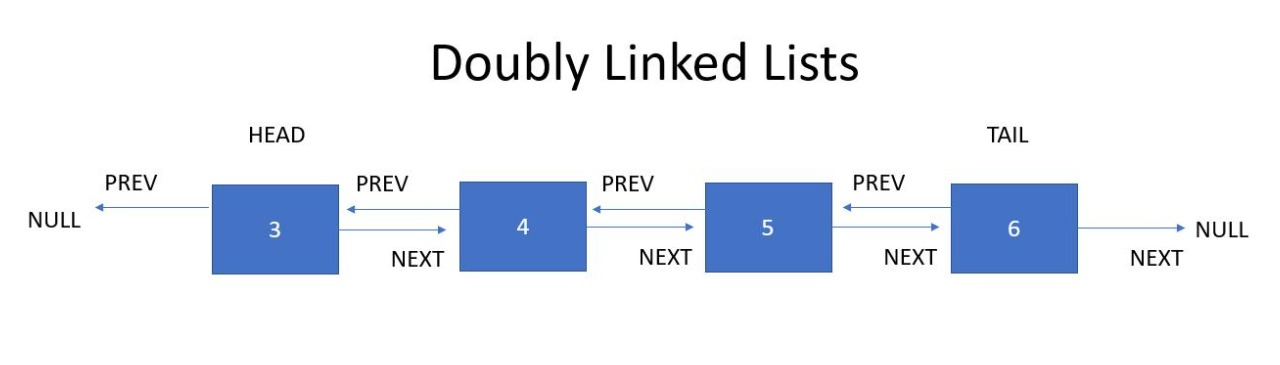 Doubly Linked Lists
HEAD
TAIL
PREV
PREV
PREV
PREV
NULL
3
4
5
6
NULL
NEXT
NEXT
NEXT
NEXT